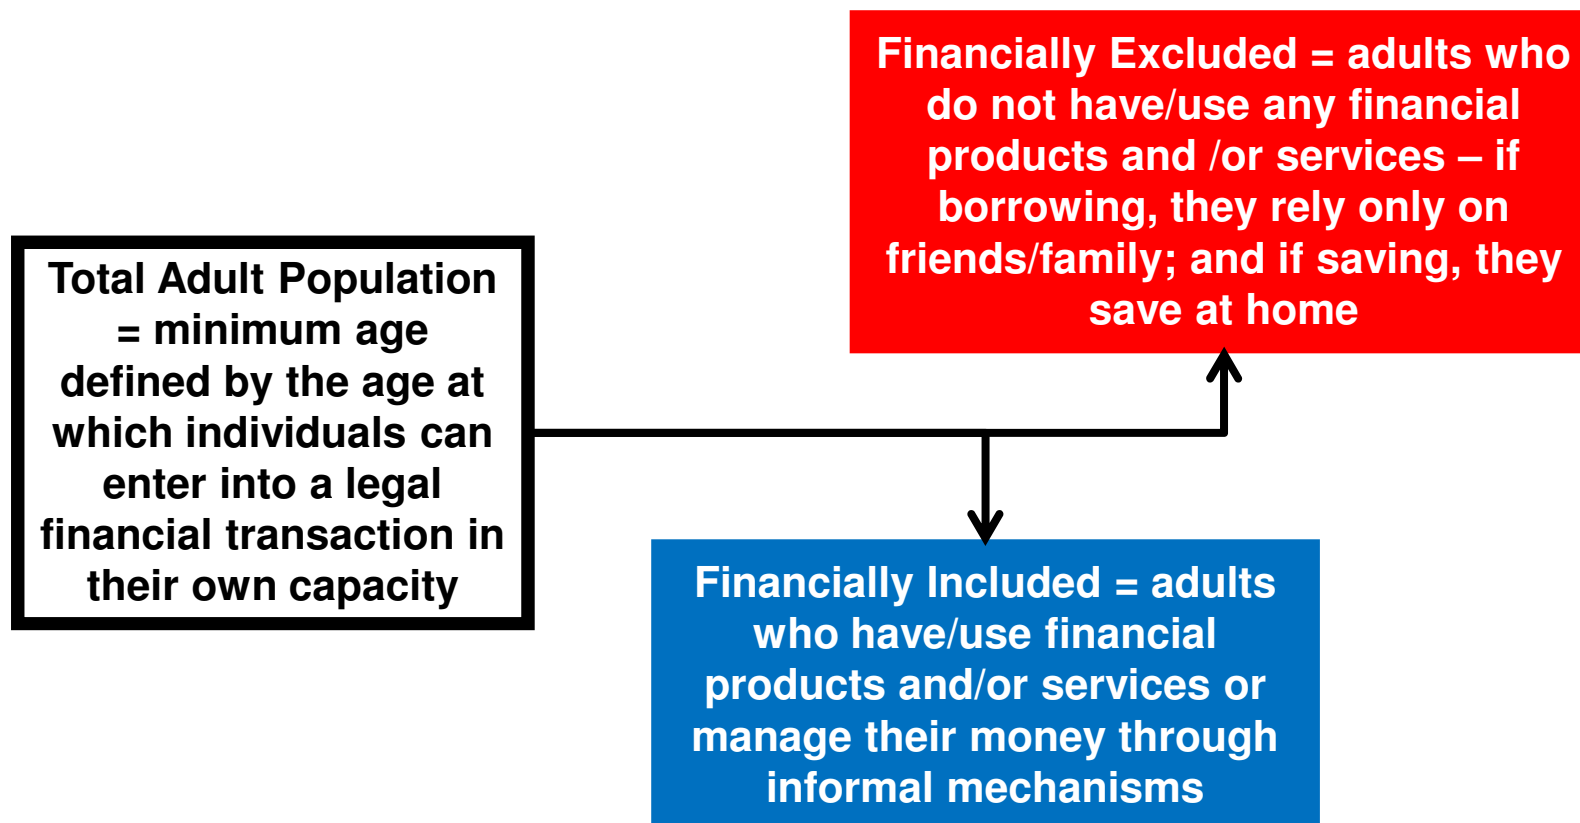 Financially Excluded = adults who
do not have/use any financial
products and /or services – if
borrowing, they rely only on
friends/family; and if saving, they
save at home
Total Adult Population
= minimum age
defined by the age at
which individuals can
enter into a legal
financial transaction in
their own capacity
Financially Included = adults
who have/use financial
products and/or services or
manage their money through
informal mechanisms